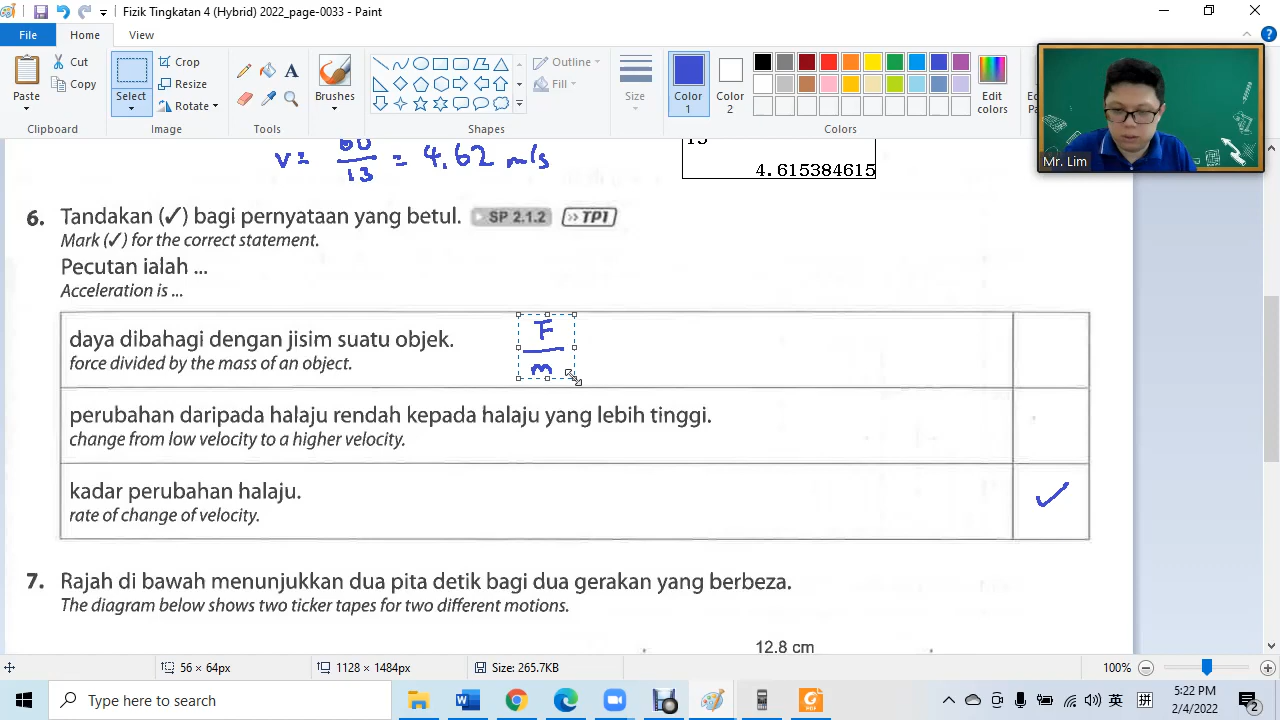 Fizik Tingkatan 4 (Hybrid) 2022_page-0033 - Paint
File Home View
Paste Cut Copy
Clipboard
Select Crop Resize Rotate
Image
Tools
Brushes
Outline
Fill
Shapes
Size
Color 1
Color 2
Edit colors
Colors
Mr. Lim
v = 60/13 = 4.62 m/s
13
4.615384615
6. Tandakan (✓) bagi pernyataan yang betul. SP 2.1.2 TP1
Mark (✓) for the correct statement.
Pecutan ialah ...
Acceleration is ...
daya dibahagi dengan jisim suatu objek. F/m
force divided by the mass of an object.
perubahan daripada halaju rendah kepada halaju yang lebih tinggi.
change from low velocity to a higher velocity.
kadar perubahan halaju. ✓
rate of change of velocity.
7. Rajah di bawah menunjukkan dua pita detik bagi dua gerakan yang berbeza.
The diagram below shows two ticker tapes for two different motions.
12.8 cm
56 × 64px 1128 × 1484px Size: 265.7KB 100%
Type here to search
英 拼 5:22 PM
2/4/2022 2